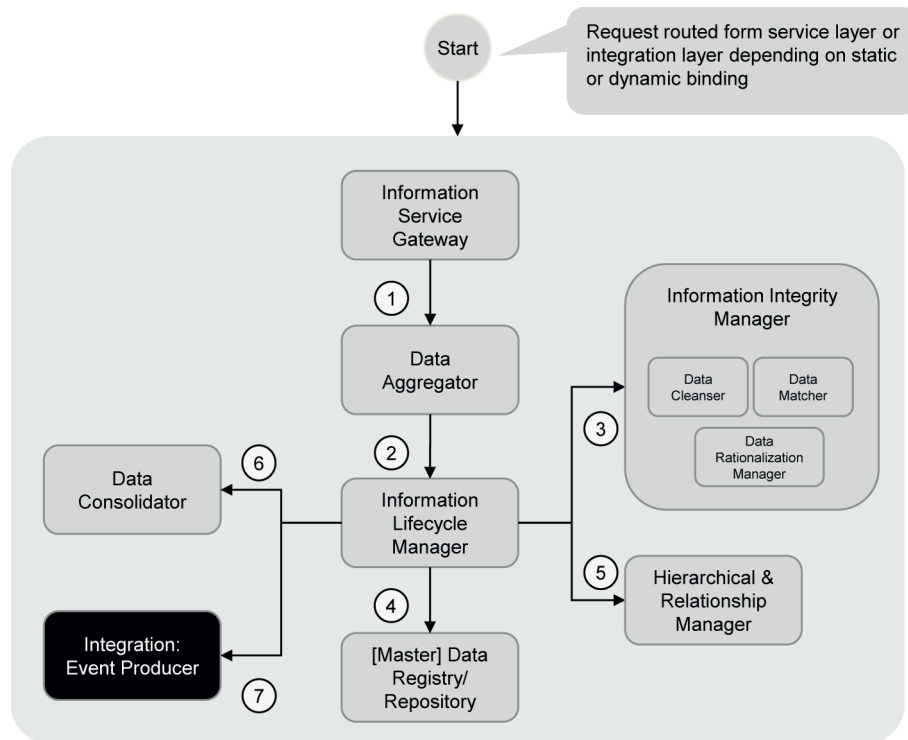 Start
Request routed form service layer or
integration layer depending on static
or dynamic binding
Information
Service
Gateway
1
Data
Aggregator
2
Information
Lifecycle
Manager
Information Integrity
Manager
Data
Cleanser
Data
Matcher
Data
Rationalization
Manager
3
4
[Master] Data
Registry/
Repository
5
Hierarchical &
Relationship
Manager
6
Data
Consolidator
Integration:
Event Producer
7